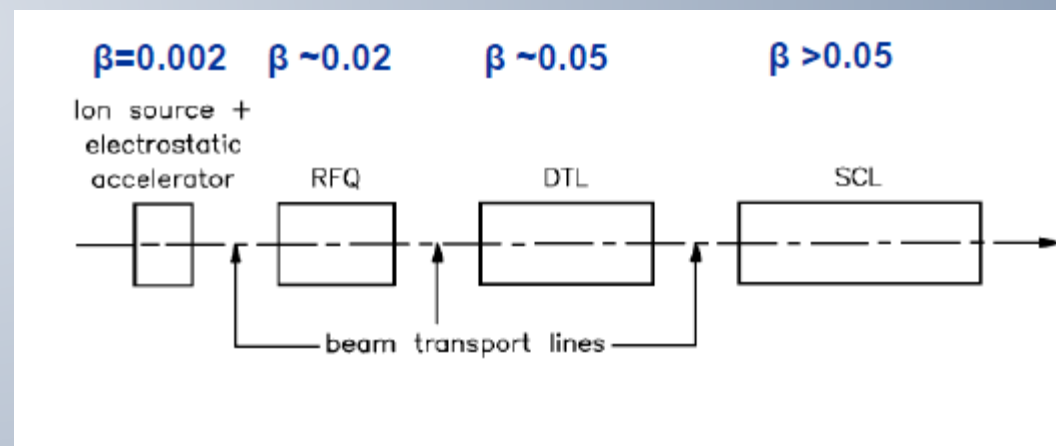 β=0.002 β ~0.02 β ~0.05 β >0.05
Ion source +
electrostatic
accelerator RFQ DTL SCL
beam transport lines